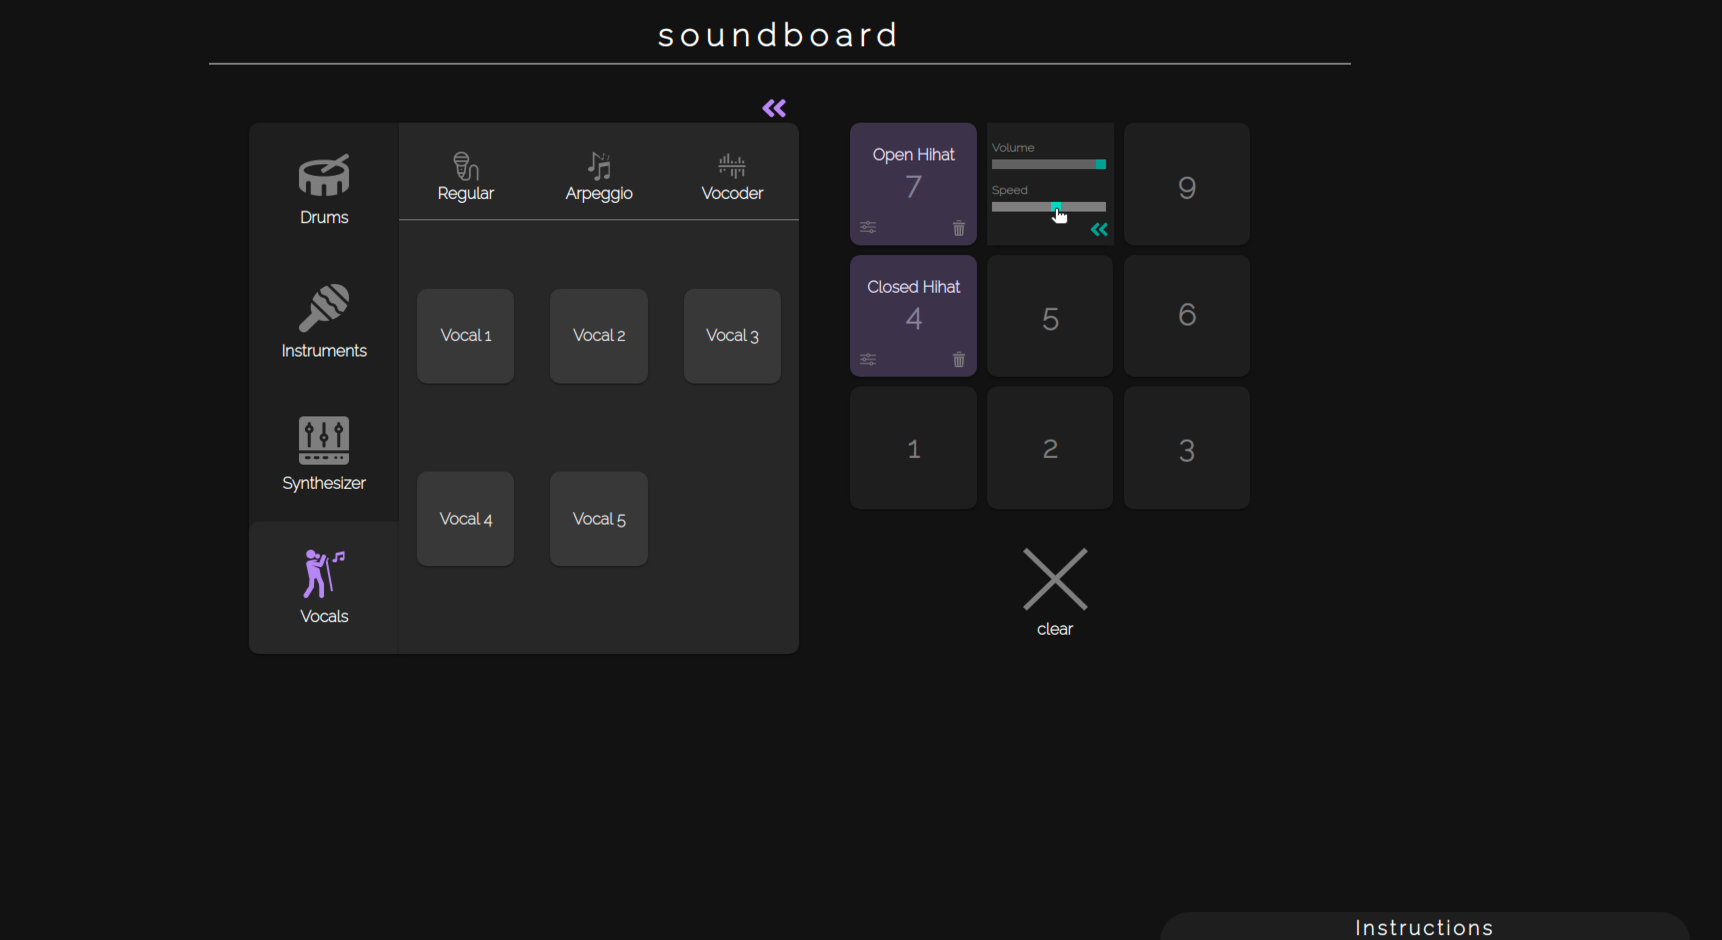 soundboard
Drums
Instruments
Synthesizer
Vocals
Regular
Arpeggio
Vocoder
Vocal 1
Vocal 2
Vocal 3
Vocal 4
Vocal 5
Open Hihat
7
Volume
Speed
9
Closed Hihat
4
5
6
1
2
3
clear
Instructions